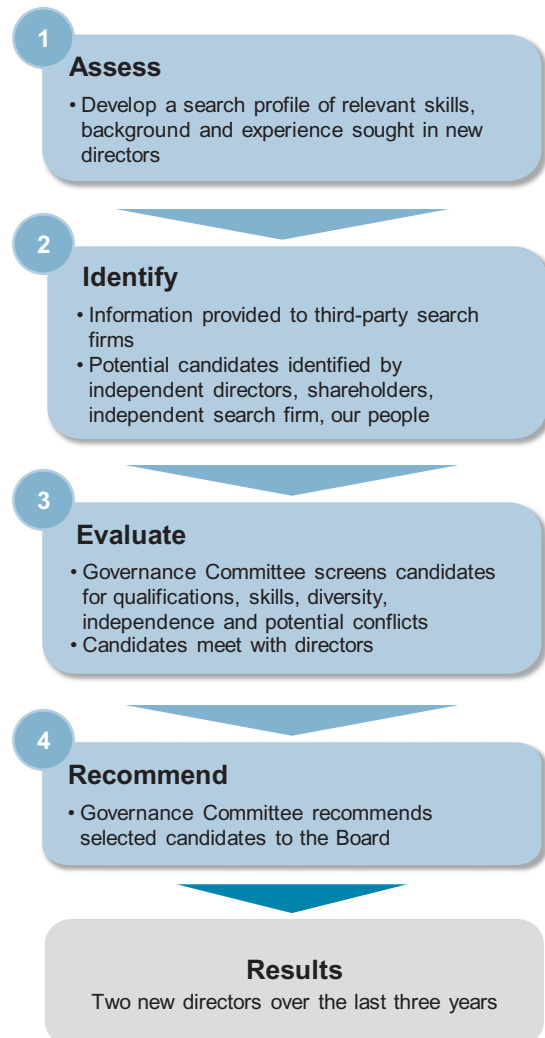 1
Assess
• Develop a search profile of relevant skills,
background and experience sought in new
directors
2
Identify
• Information provided to third-party search
firms
• Potential candidates identified by
independent directors, shareholders,
independent search firm, our people
3
Evaluate
• Governance Committee screens candidates
for qualifications, skills, diversity,
independence and potential conflicts
• Candidates meet with directors
4
Recommend
• Governance Committee recommends
selected candidates to the Board
Results
Two new directors over the last three years